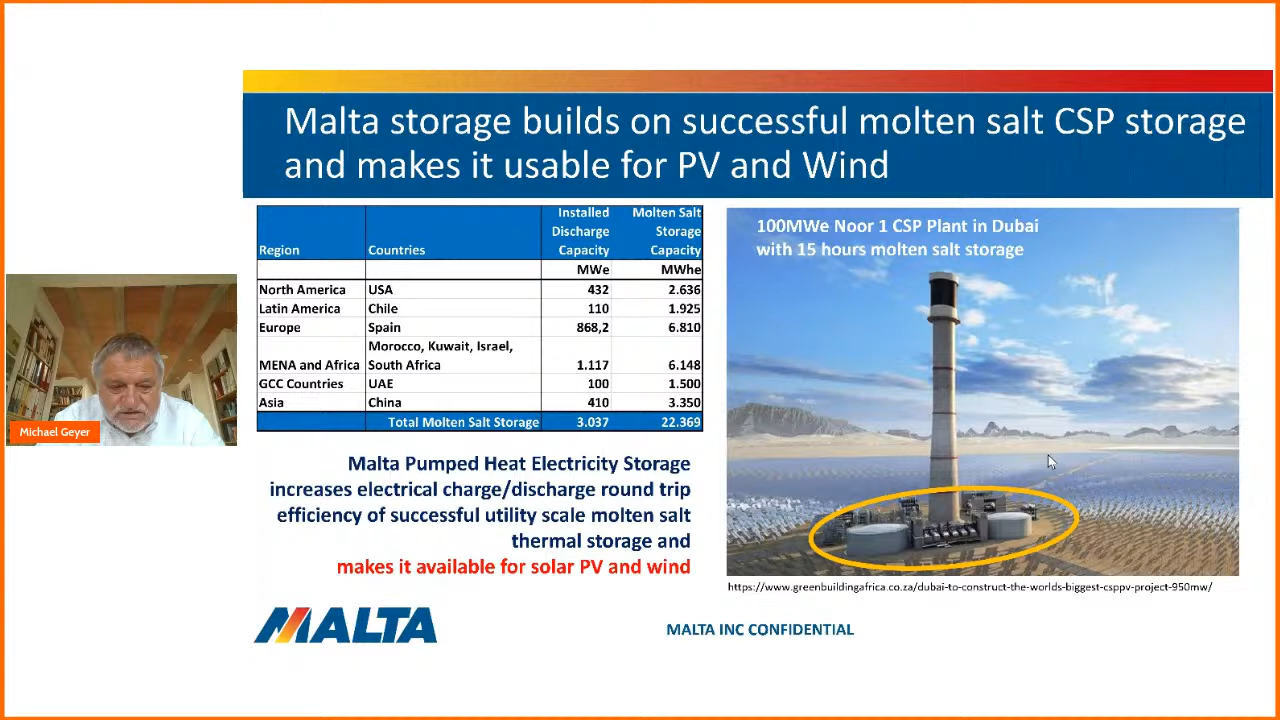 Malta storage builds on successful molten salt CSP storage
and makes it usable for PV and Wind
Region Countries Installed Discharge Capacity Molten Salt Storage Capacity
MWe MWhe
North America USA 432 2.636
Latin America Chile 110 1.925
Europe Spain 868,2 6.810
MENA and Africa Morocco, Kuwait, Israel, South Africa 1.117 6.148
GCC Countries UAE 100 1.500
Asia China 410 3.350
Total Molten Salt Storage 3.037 22.369
100MWe Noor 1 CSP Plant in Dubai
with 15 hours molten salt storage
Michael Geyer
Malta Pumped Heat Electricity Storage
increases electrical charge/discharge round trip
efficiency of successful utility scale molten salt
thermal storage and
makes it available for solar PV and wind
https://www.greenbuildingafrica.co.za/dubai-to-construct-the-worlds-biggest-csppv-project-950mw/
MALTA
MALTA INC CONFIDENTIAL